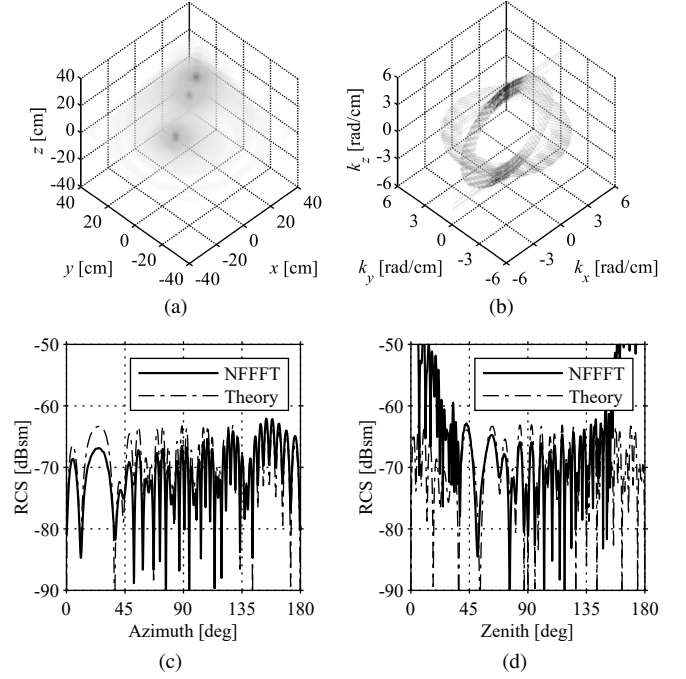 40
20
0
-20
-40
z [cm]
40
20
0
-20
-40
y [cm]
40
20
0
-20
-40
x [cm]
(a)
6
3
0
-3
-6
k_z [rad/cm]
6
3
0
-3
-6
k_y [rad/cm]
6
3
0
-3
-6
k_x [rad/cm]
(b)
-50
-60
-70
-80
-90
RCS [dBsm]
NFFFT
Theory
0 45 90 135 180
Azimuth [deg]
(c)
-50
-60
-70
-80
-90
RCS [dBsm]
NFFFT
Theory
0 45 90 135 180
Zenith [deg]
(d)